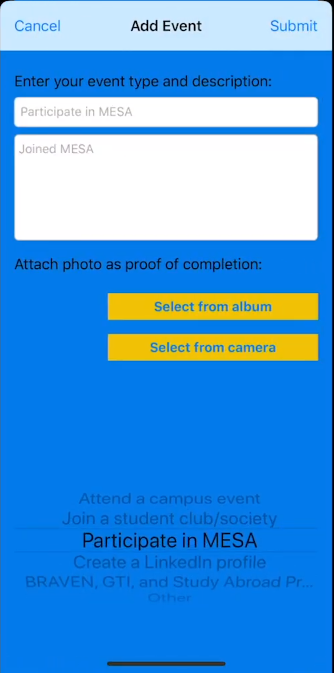 Cancel Add Event Submit
Enter your event type and description:
Participate in MESA
Joined MESA
Attach photo as proof of completion:
Select from album
Select from camera
Attend a campus event
Join a student club/society
Participate in MESA
Create a LinkedIn profile
BRAVEN, GTI, and Study Abroad Pr...
Other